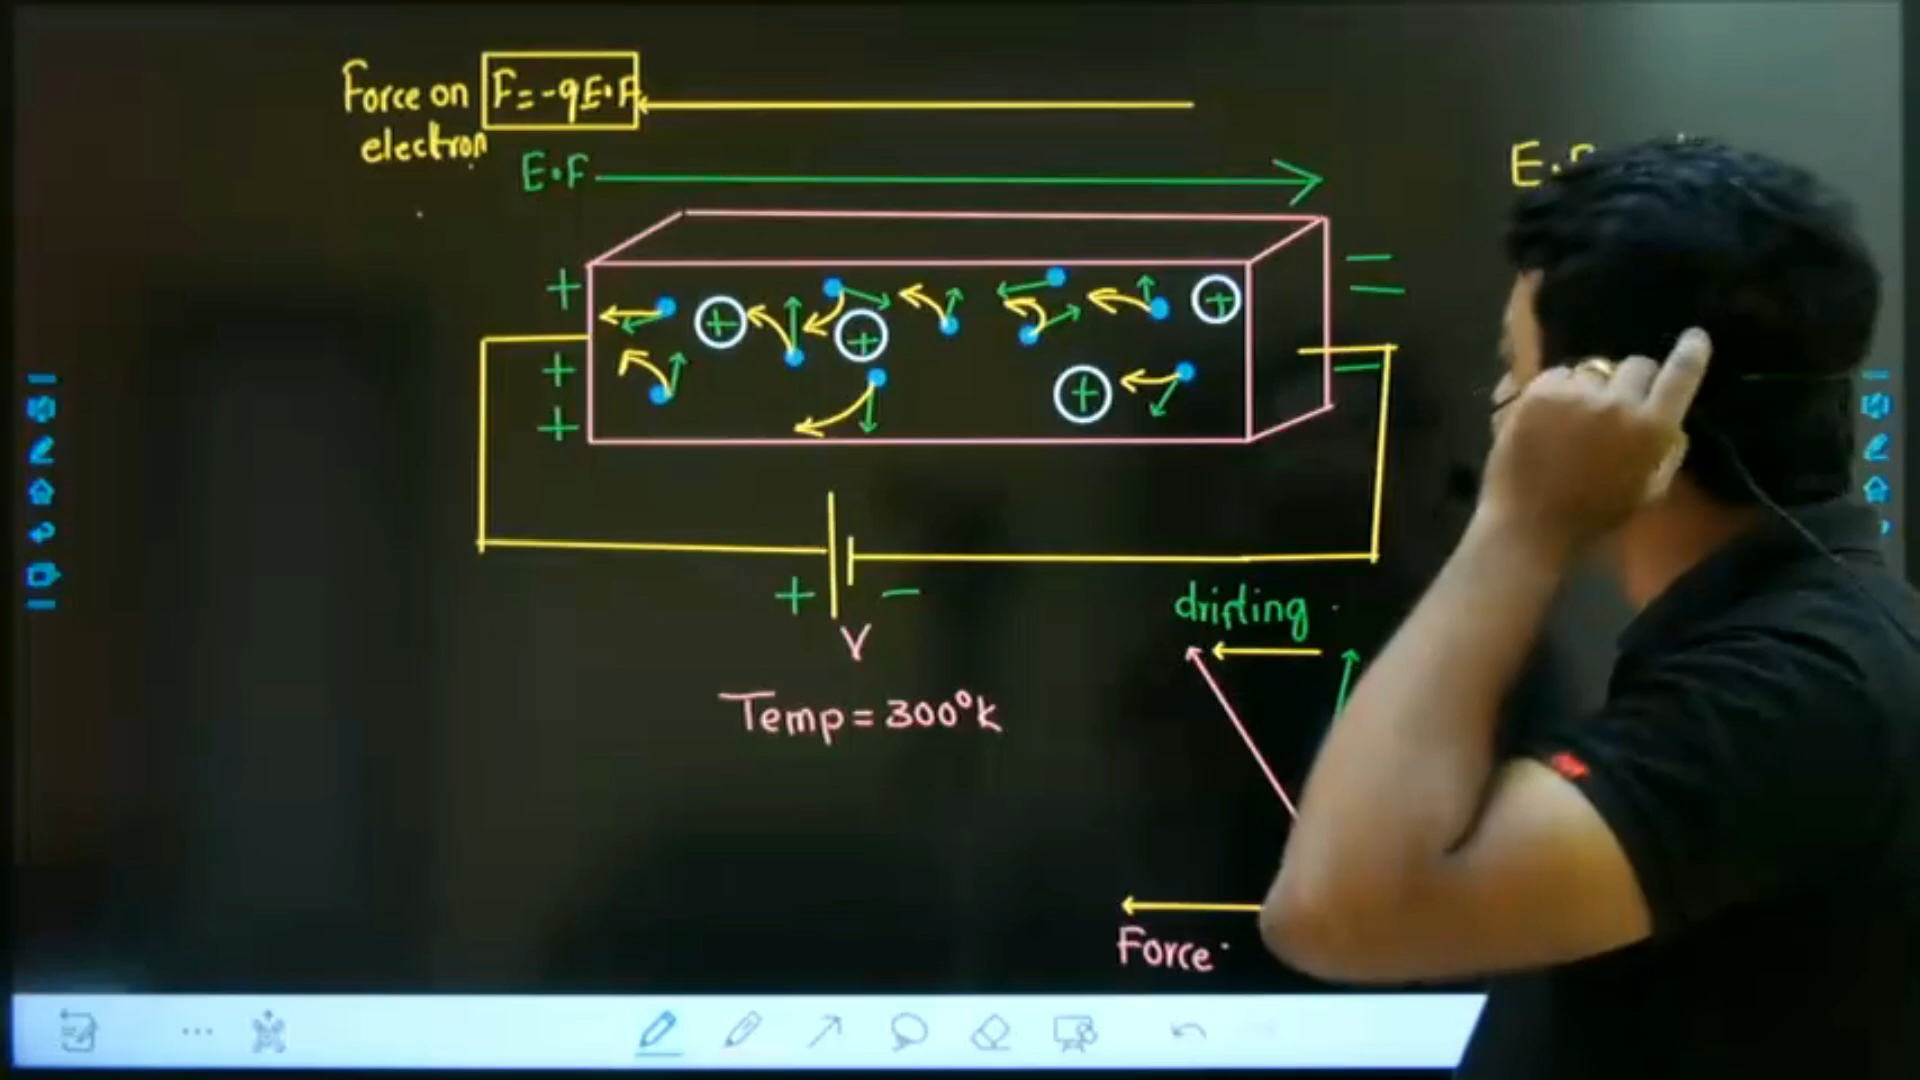 Force on F = -qE.F
electron
E.F
+ −
+ −
+
+ −
V
Temp = 300°k
drifting
Force